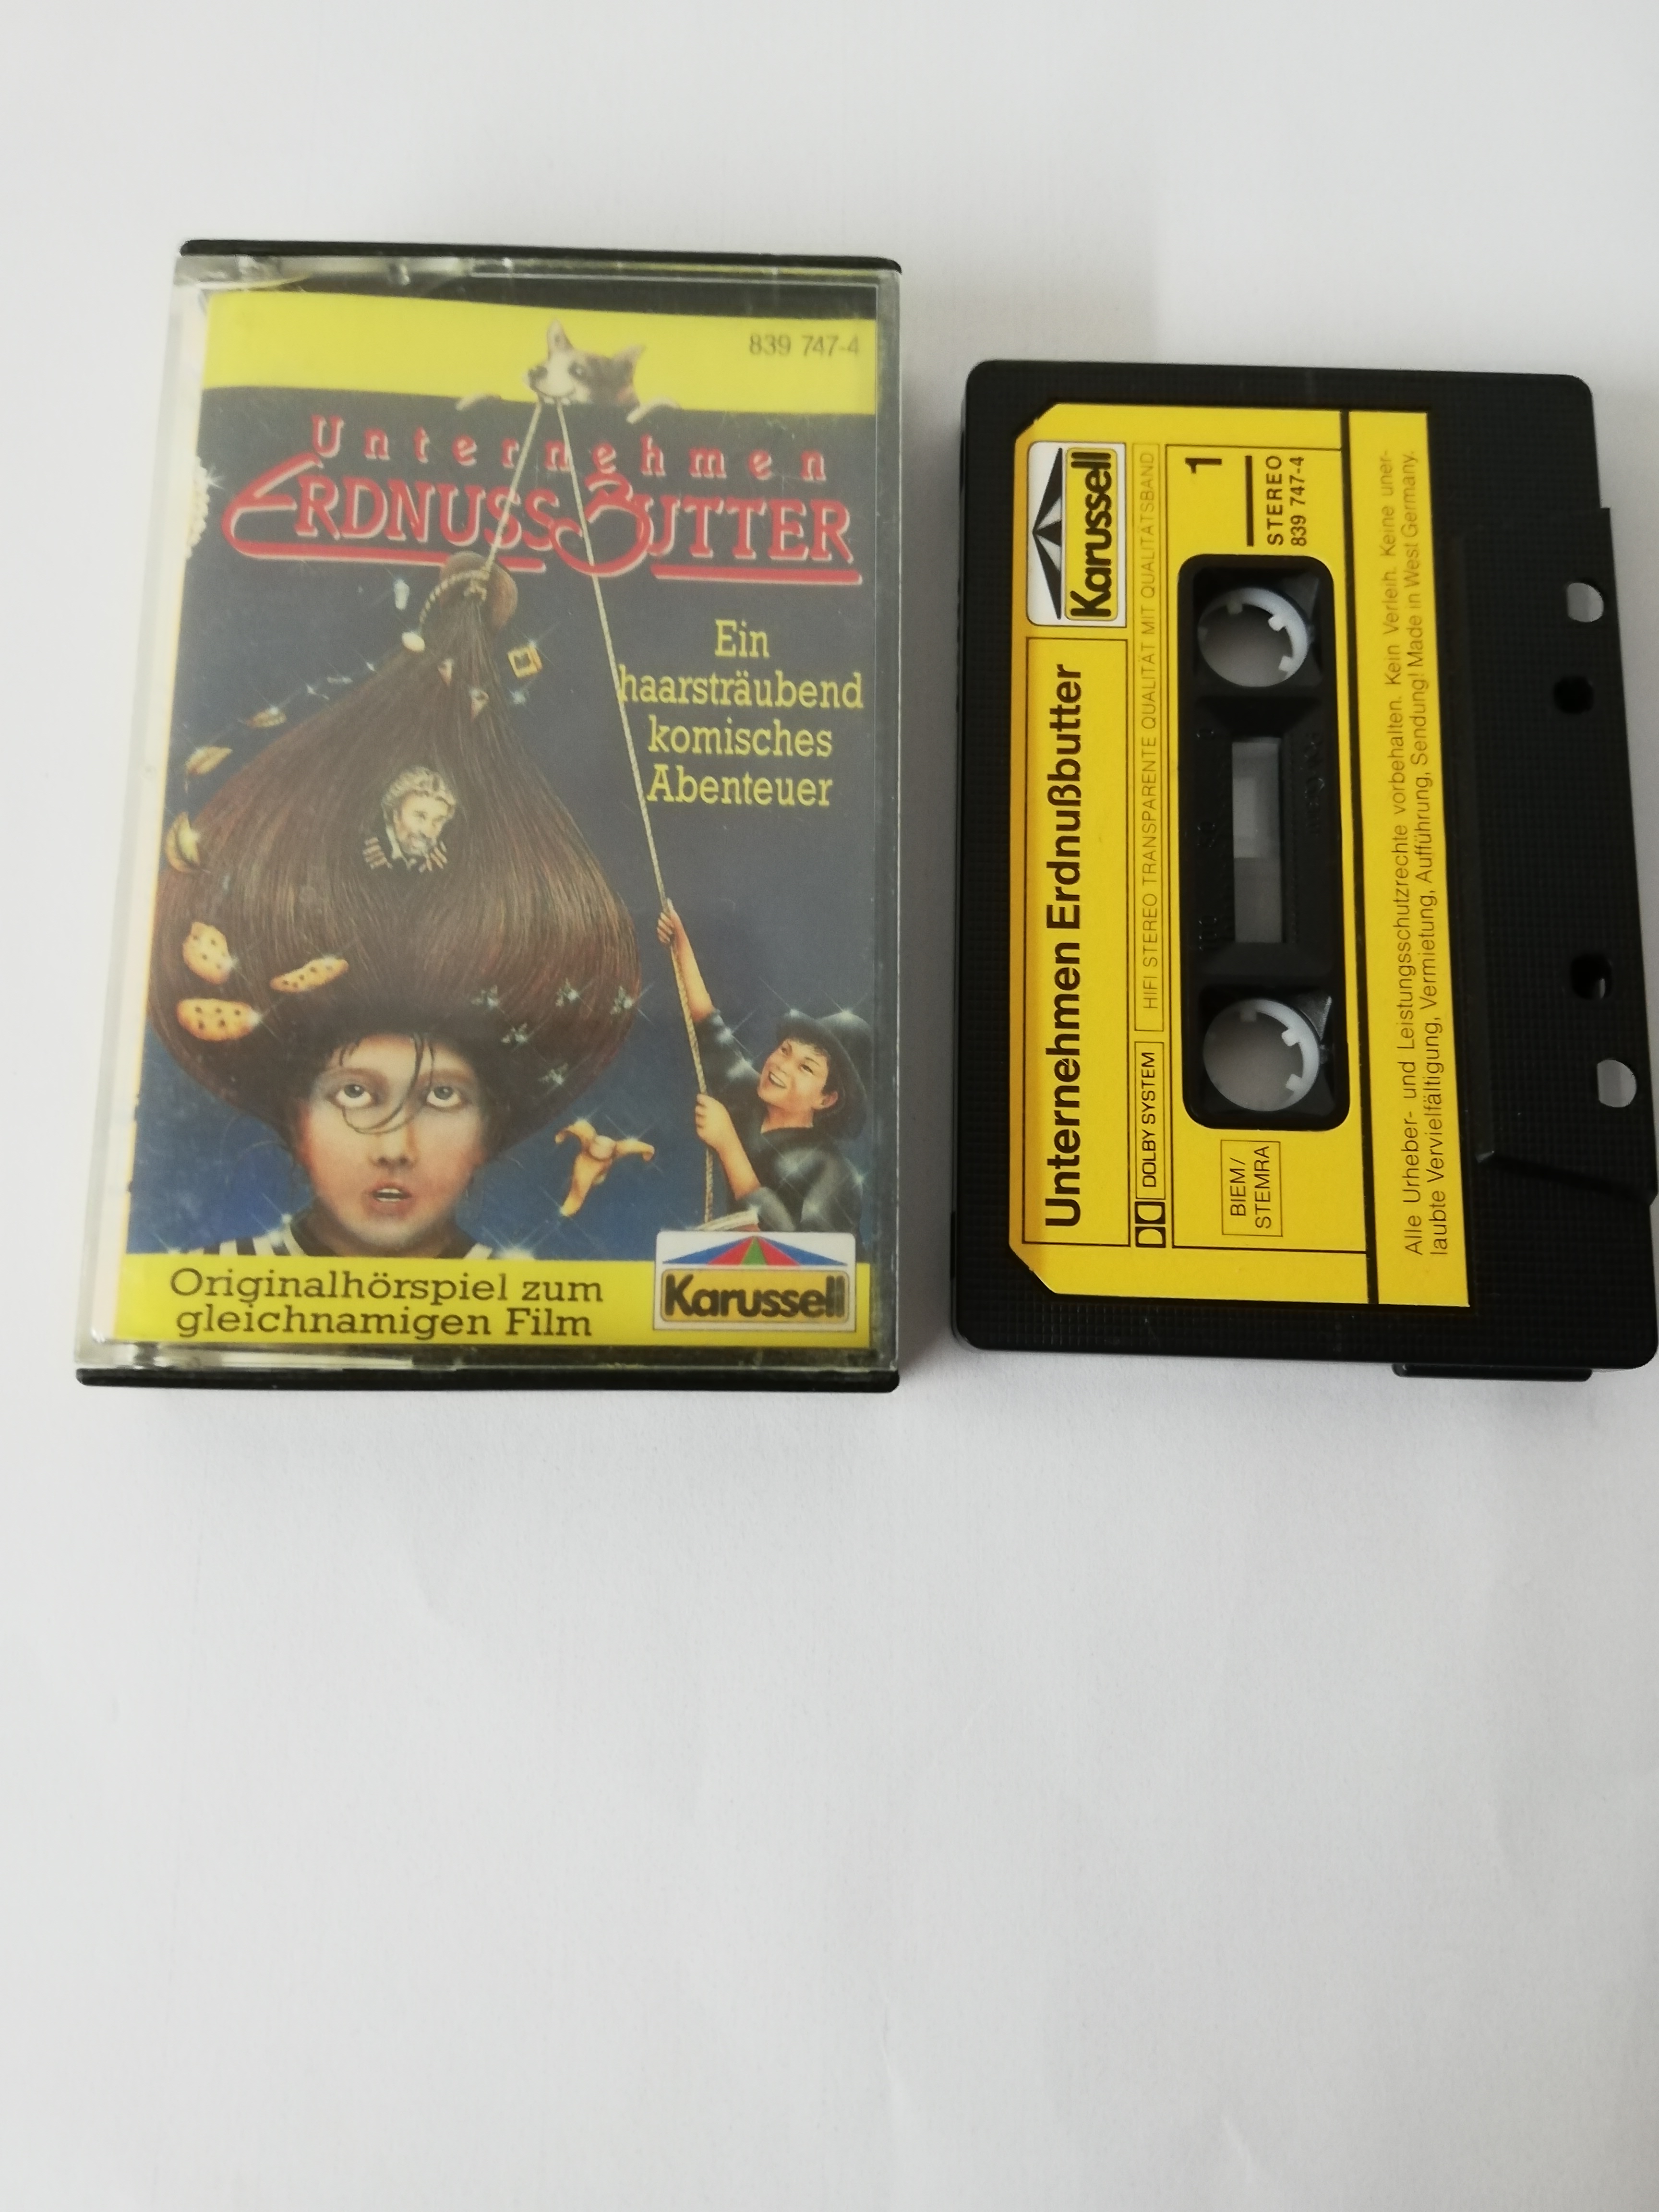 839 747-4
Unternehmen
ERDNUSSBUTTER
Ein
haarsträubend
komisches
Abenteuer
Originalhörspiel zum
gleichnamigen Film
Karussell
Karussell
Unternehmen Erdnußbutter
DOLBY SYSTEM
HIFI STEREO TRANSPARENTE QUALITÄT MIT QUALITÄTSBAND
1
STEREO
839 747-4
BIEM/
STEMRA
Alle Urheber- und Leistungsschutzrechte vorbehalten. Kein Verleih. Keine uner-
laubte Vervielfältigung, Vermietung, Aufführung, Sendung! Made in West Germany.